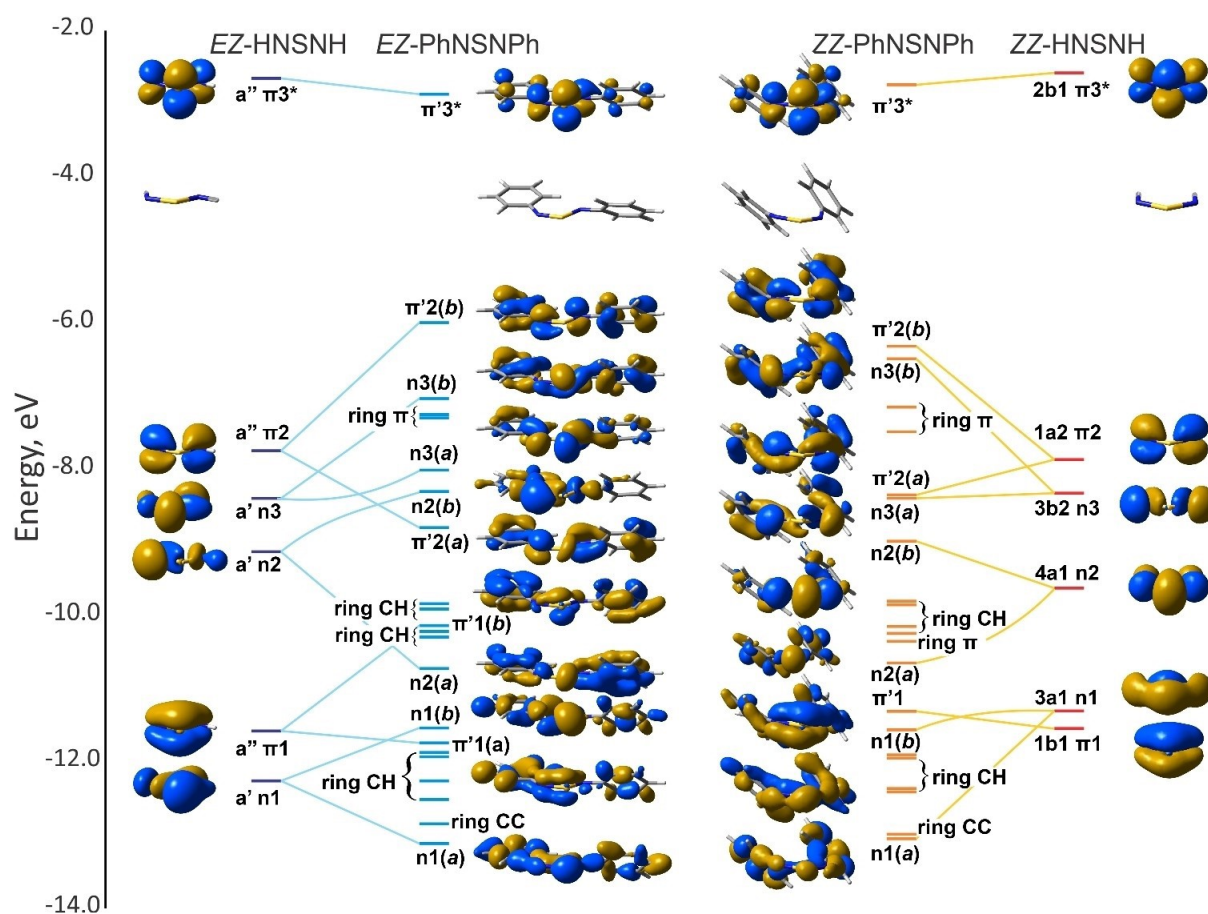 -2.0
EZ-HNSNH EZ-PhNSNPh ZZ-PhNSNPh ZZ-HNSNH
a'' π3*
π'3*
π'3*
2b1 π3*
-4.0
-6.0
π'2(b)
n3(b)
ring π
a'' π2
n3(a)
a' n3
n2(b)
π'2(a)
a' n2
ring CH
π'1(b)
ring CH
n2(a)
n1(b)
a'' π1
π'1(a)
a' n1
ring CH
ring CC
n1(a)
π'2(b)
n3(b)
ring π
1a2 π2
π'2(a)
n3(a)
3b2 n3
n2(b)
4a1 n2
ring CH
ring π
n2(a)
π'1
3a1 n1
n1(b)
1b1 π1
ring CH
ring CC
n1(a)
-8.0
-10.0
-12.0
-14.0
Energy, eV